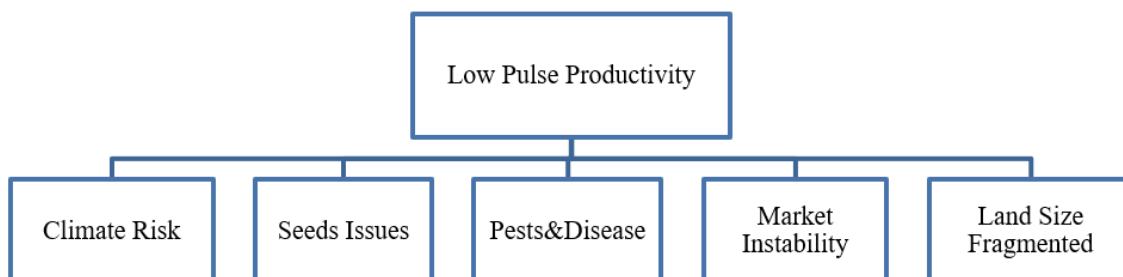 Low Pulse Productivity
Climate Risk
Seeds Issues
Pests&Disease
Market
Instability
Land Size
Fragmented